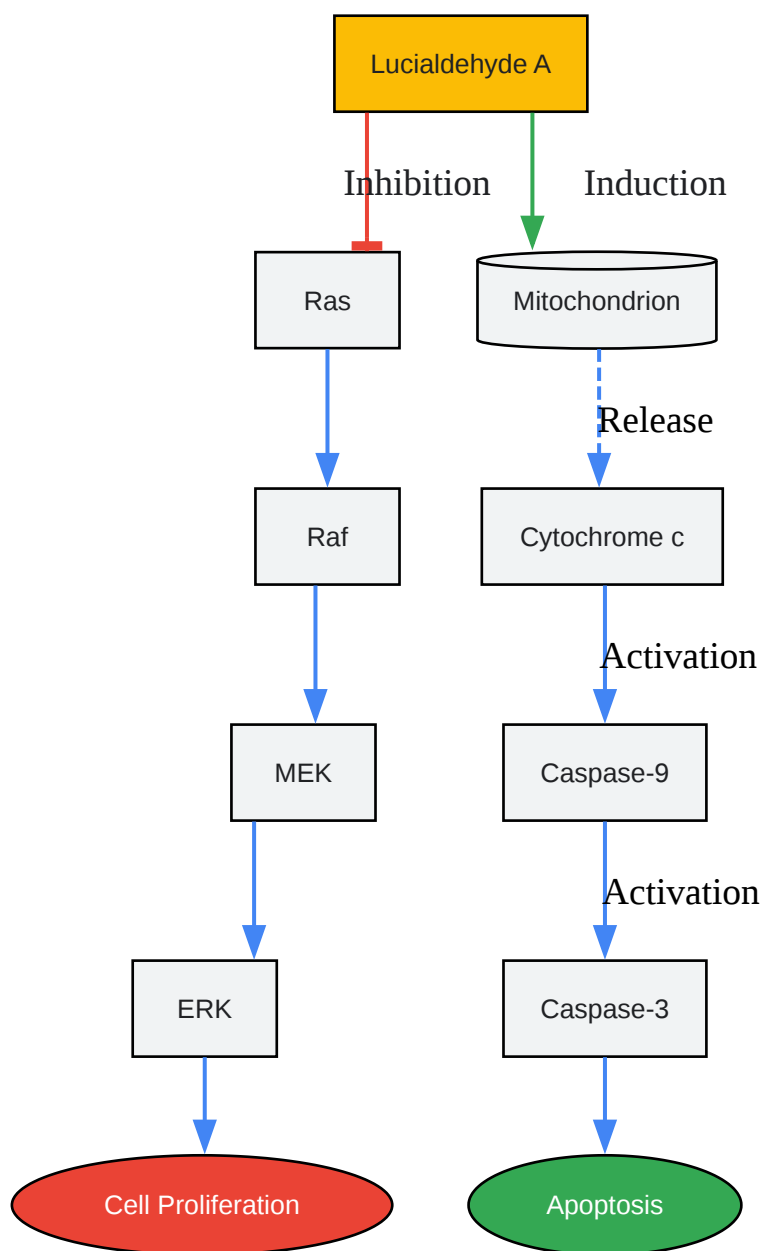 Lucialdehyde A
Inhibition
Induction
Ras
Mitochondrion
Release
Raf
Cytochrome c
Activation
MEK
Caspase-9
Activation
ERK
Caspase-3
Cell Proliferation
Apoptosis